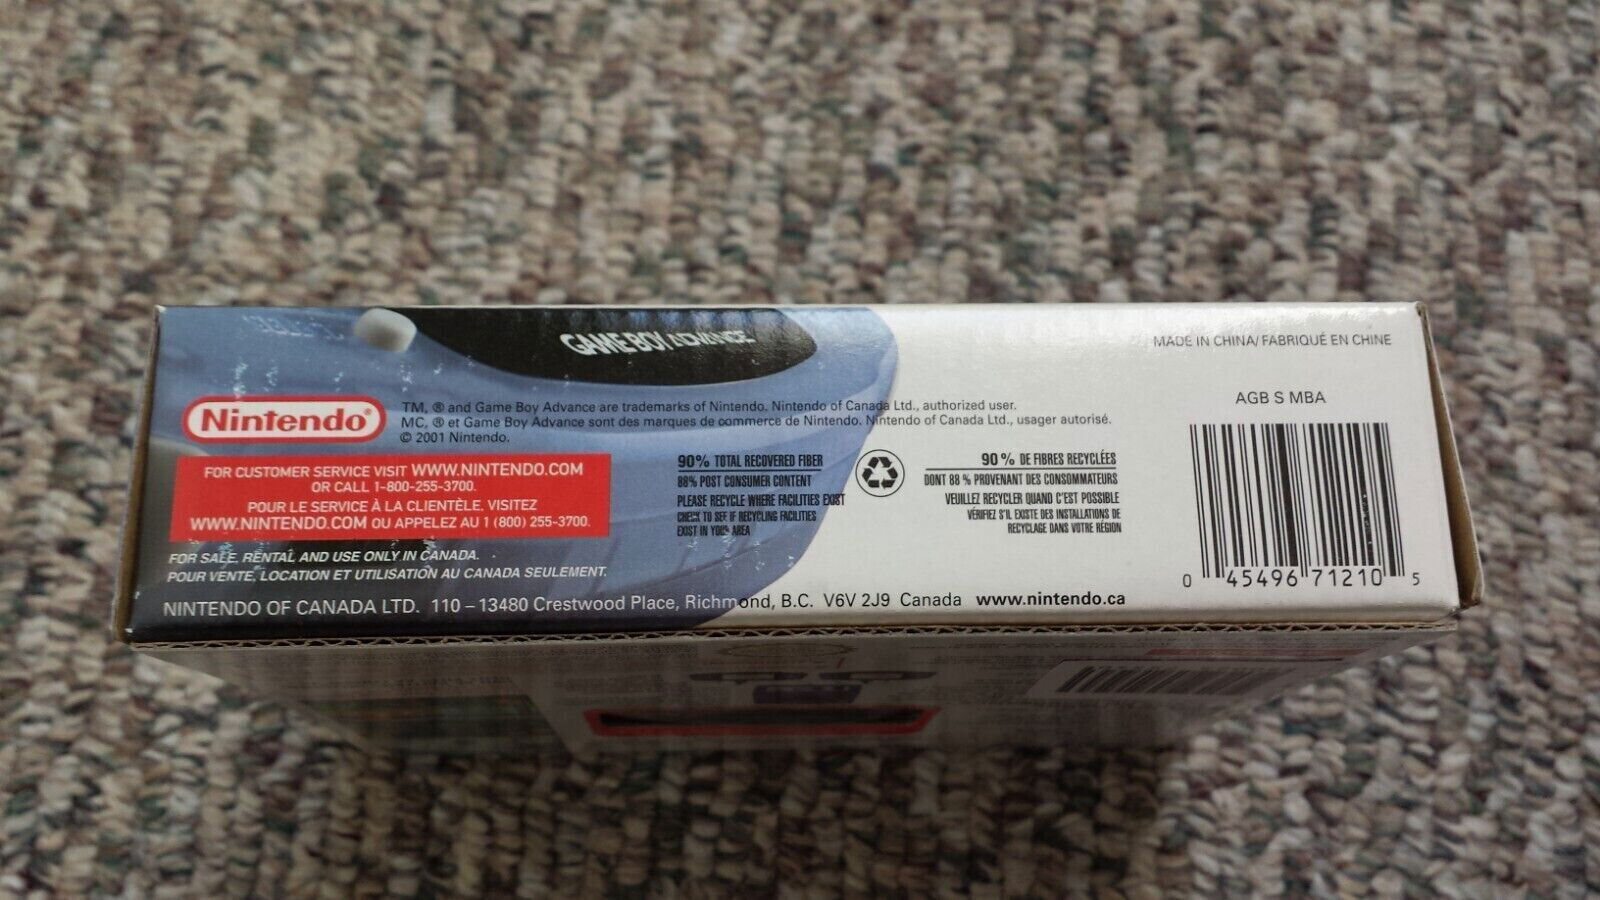 GAME BOY ADVANCE
MADE IN CHINA/ FABRIQUÉ EN CHINE
AGB S MBA
Nintendo®
TM, ® and Game Boy Advance are trademarks of Nintendo. Nintendo of Canada Ltd., authorized user.
MC, ® et Game Boy Advance sont des marques de commerce de Nintendo. Nintendo of Canada Ltd., usager autorisé.
© 2001 Nintendo.
FOR CUSTOMER SERVICE VISIT WWW.NINTENDO.COM
OR CALL 1-800-255-3700.
POUR LE SERVICE À LA CLIENTÈLE, VISITEZ
WWW.NINTENDO.COM OU APPELEZ AU 1 (800) 255-3700.
90% TOTAL RECOVERED FIBER
88% POST CONSUMER CONTENT
PLEASE RECYCLE WHERE FACILITIES EXIST
CHECK TO SEE IF RECYCLING FACILITIES
EXIST IN YOUR AREA
90 % DE FIBRES RECYCLÉES
DONT 88 % PROVENANT DES CONSOMMATEURS
VEUILLEZ RECYCLER QUAND C'EST POSSIBLE
VÉRIFIEZ S'IL EXISTE DES INSTALLATIONS DE
RECYCLAGE DANS VOTRE RÉGION
FOR SALE, RENTAL AND USE ONLY IN CANADA.
POUR VENTE, LOCATION ET UTILISATION AU CANADA SEULEMENT.
NINTENDO OF CANADA LTD. 110 – 13480 Crestwood Place, Richmond, B.C. V6V 2J9 Canada www.nintendo.ca
0 45496 71210 5